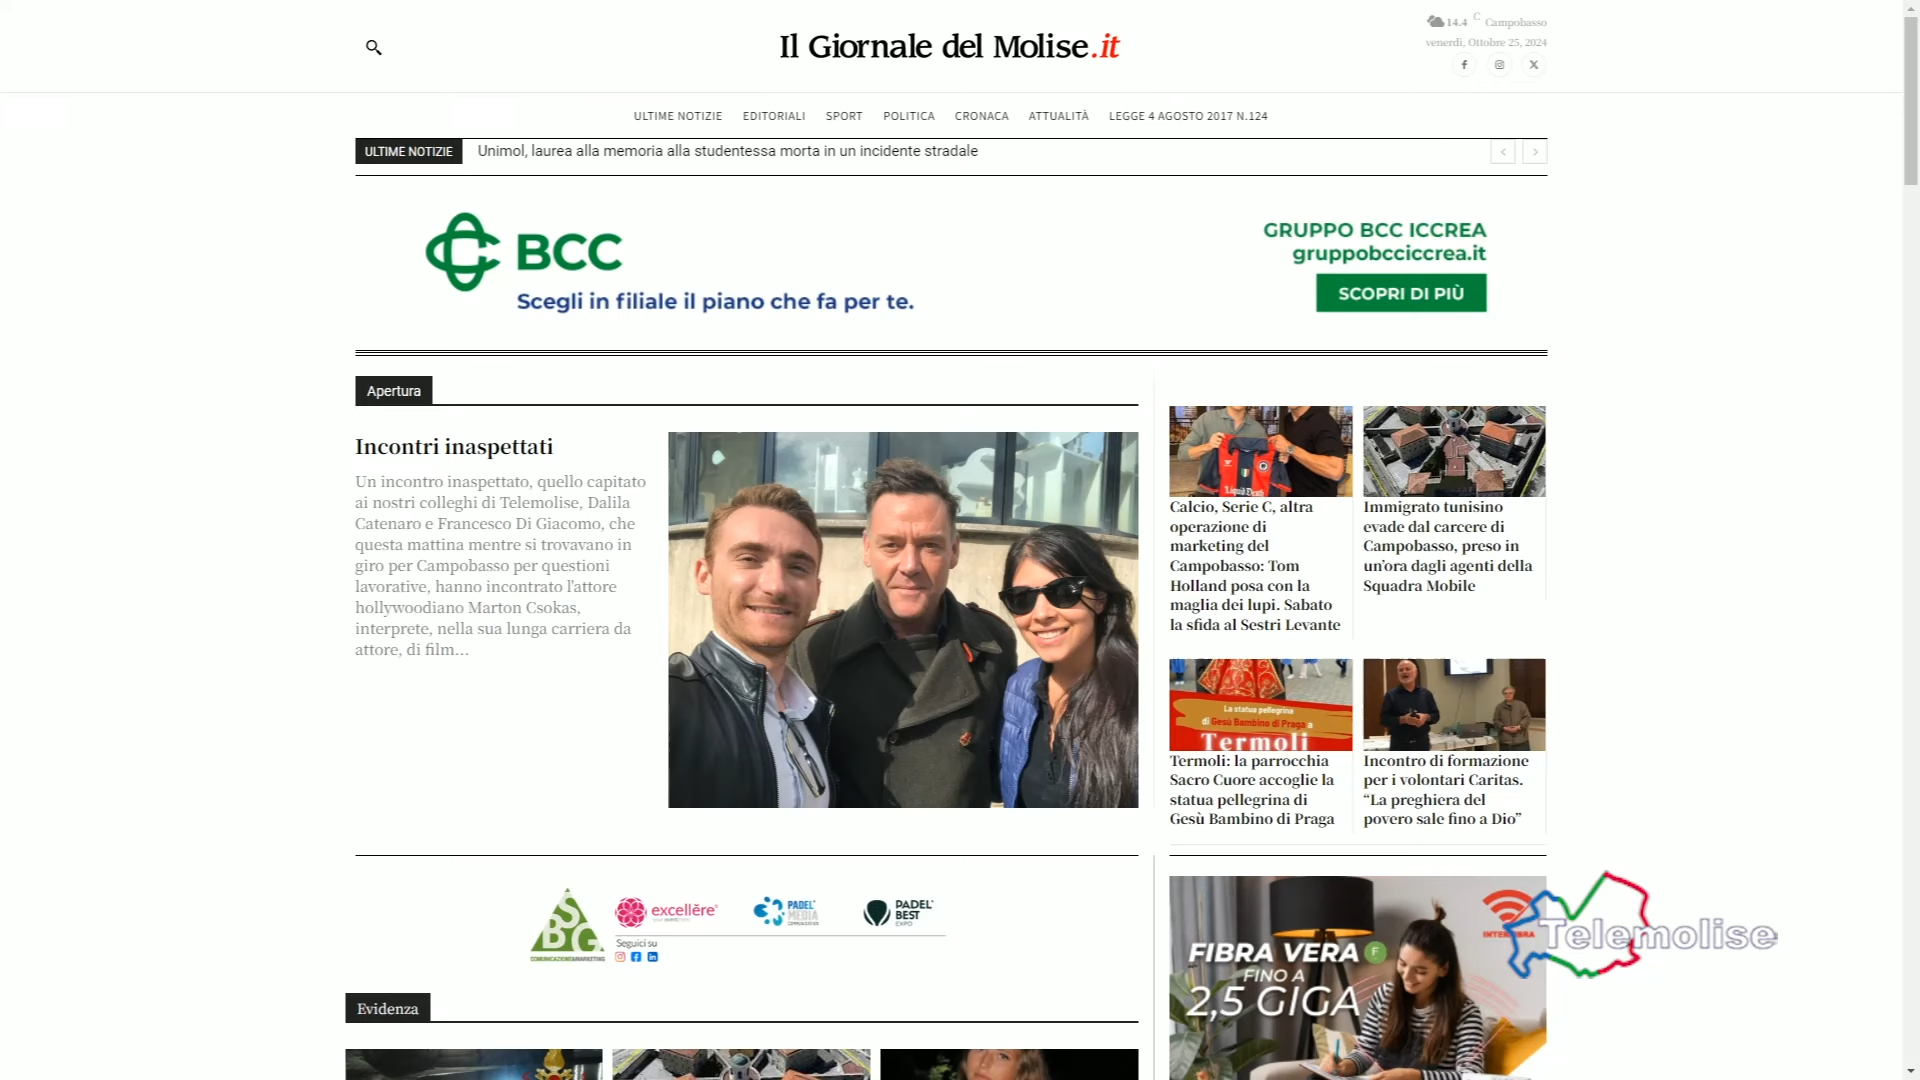 Il Giornale del Molise.it
14.4 C Campobasso
venerdì, Ottobre 25, 2024
ULTIME NOTIZIE EDITORIALI SPORT POLITICA CRONACA ATTUALITÀ LEGGE 4 AGOSTO 2017 N.124
ULTIME NOTIZIE Unimol, laurea alla memoria alla studentessa morta in un incidente stradale
BCC
Scegli in filiale il piano che fa per te.
GRUPPO BCC ICCREA
gruppobcciccrea.it
SCOPRI DI PIÙ
Apertura
Incontri inaspettati
Un incontro inaspettato, quello capitato
ai nostri colleghi di Telemolise, Dalila
Catenaro e Francesco Di Giacomo, che
questa mattina mentre si trovavano in
giro per Campobasso per questioni
lavorative, hanno incontrato l'attore
hollywoodiano Marton Csokas,
interprete, nella sua lunga carriera da
attore, di film...
Liquid Death
Calcio, Serie C, altra
operazione di
marketing del
Campobasso: Tom
Holland posa con la
maglia dei lupi. Sabato
la sfida al Sestri Levante
Immigrato tunisino
evade dal carcere di
Campobasso, preso in
un'ora dagli agenti della
Squadra Mobile
La statua pellegrina
di Gesù Bambino di Praga a
Termoli
Termoli: la parrocchia
Sacro Cuore accoglie la
statua pellegrina di
Gesù Bambino di Praga
Incontro di formazione
per i volontari Caritas.
“La preghiera del
povero sale fino a Dio”
SBG
COMUNICAZIONE&MARKETING
excellère
PADEL
MEDIA
COMMUNICATION
PADEL
BEST
EXPO
Seguici su
FIBRA VERA F
FINO A
2,5 GIGA
Telemolise
Evidenza